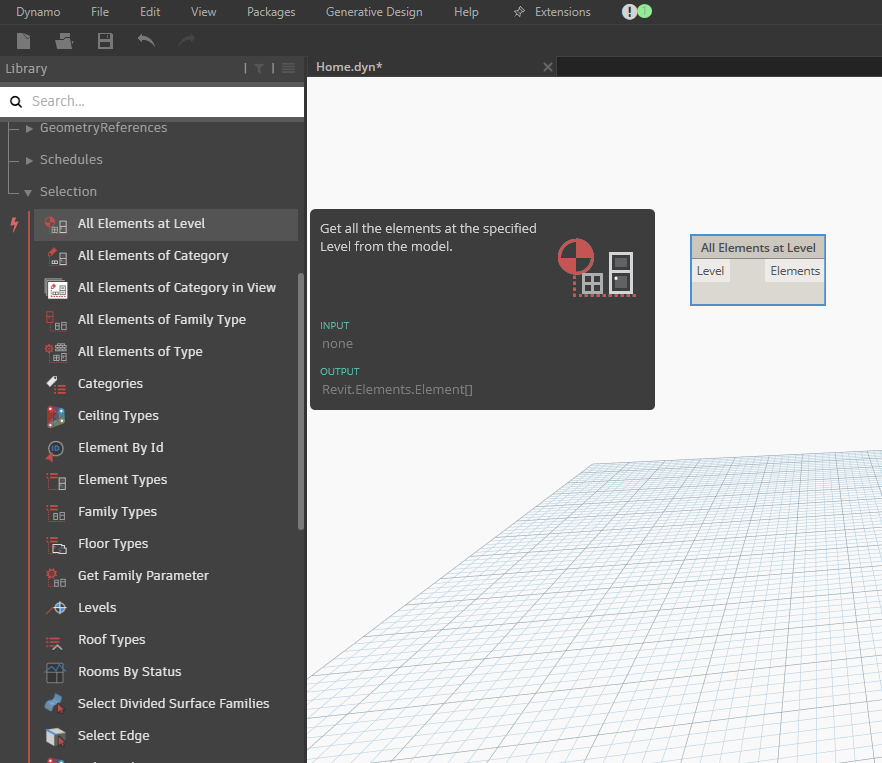 Dynamo File Edit View Packages Generative Design Help Extensions
Library
Home.dyn*
Search...
GeometryReferences
Schedules
Selection
All Elements at Level
All Elements of Category
All Elements of Category in View
All Elements of Family Type
All Elements of Type
Categories
Ceiling Types
Element By Id
Element Types
Family Types
Floor Types
Get Family Parameter
Levels
Roof Types
Rooms By Status
Select Divided Surface Families
Select Edge
Get all the elements at the specified
Level from the model.
INPUT
none
OUTPUT
Revit.Elements.Element[]
All Elements at Level
Level Elements